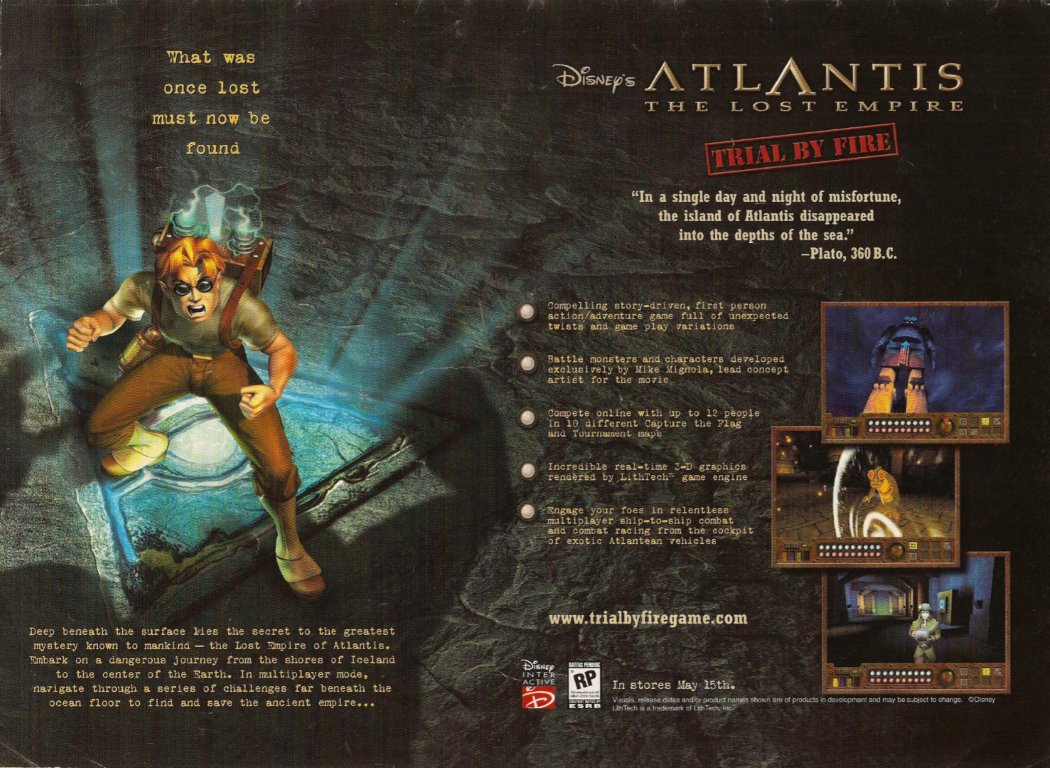 What was
once lost
must now be
found
Deep beneath the surface lies the secret to the greatest
mystery known to mankind — the Lost Empire of Atlantis.
Embark on a dangerous journey from the shores of Iceland
to the center of the Earth. In multiplayer mode,
navigate through a series of challenges far beneath the
ocean floor to find and save the ancient empire...
Disney's ATLANTIS
THE LOST EMPIRE
TRIAL BY FIRE
“In a single day and night of misfortune,
the island of Atlantis disappeared
into the depths of the sea.”
—Plato, 360 B.C.
Compelling story-driven, first person
action/adventure game full of unexpected
twists and game play variations
Battle monsters and characters developed
exclusively by Mike Mignola, lead concept
artist for the movie
Compete online with up to 12 people
in 10 different Capture the Flag
and Tournament maps
Incredible real-time 3-D graphics
rendered by LithTech™ game engine
Engage your foes in relentless
multiplayer ship-to-ship combat
and combat racing from the cockpit
of exotic Atlantean vehicles
www.trialbyfiregame.com
Disney
INTER
ACTIVE
D
RATING PENDING
RP
ESRB
In stores May 15th.
Visuals, release dates and/or product names shown are of products in development and may be subject to change. ©Disney
LithTech is a trademark of LithTech, Inc.